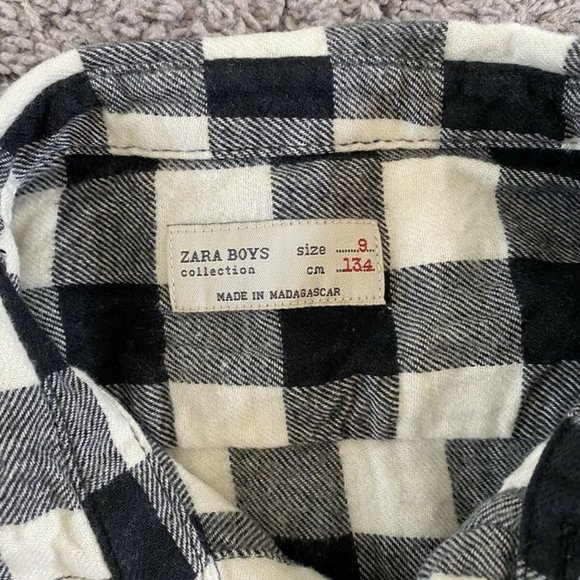 ZARA BOYS size ........9...
collection cm ..134
MADE IN MADAGASCAR